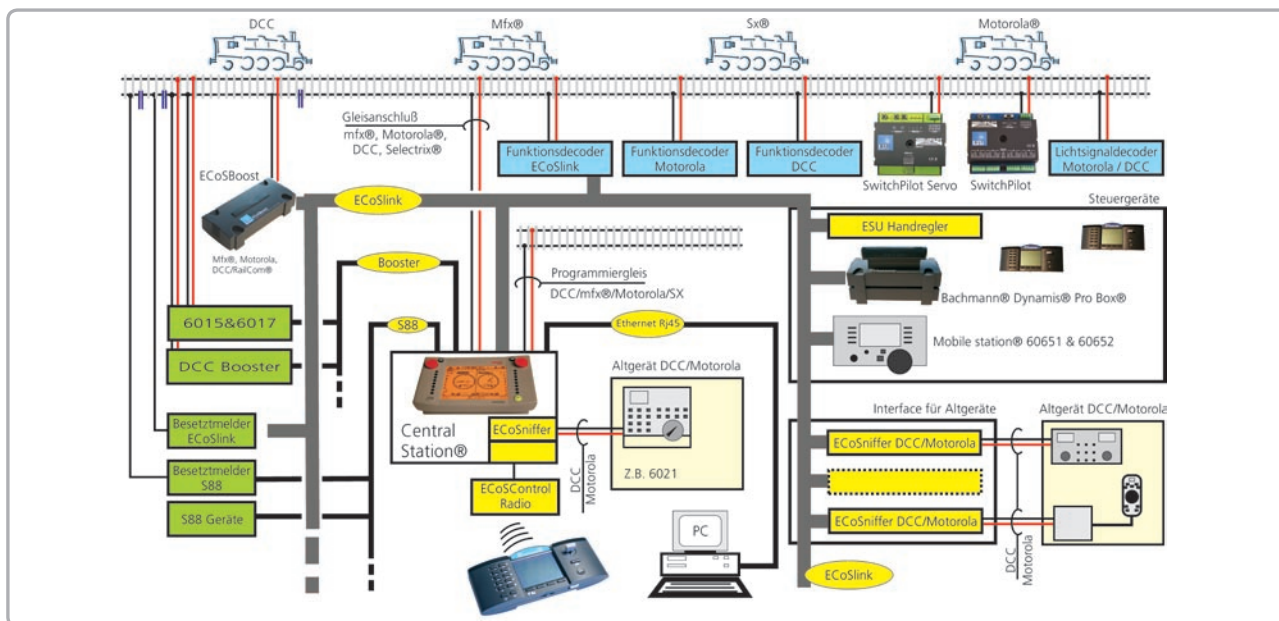 DCC
Mfx®
Sx®
Motorola®
Gleisanschluß
mfx®, Motorola®,
DCC, Selectrix®
Funktionsdecoder
ECoSlink
Funktionsdecoder
Motorola
Funktionsdecoder
DCC
SwitchPilot Servo
SwitchPilot
Lichtsignaldecoder
Motorola / DCC
ECoSBoost
Mfx®, Motorola,
DCC/RailCom®
ECoSlink
Steuergeräte
ESU Handregler
Bachmann® Dynamis® Pro Box®
Mobile station® 60651 & 60652
Booster
Programmiergleis
DCC/mfx®/Motorola/SX
6015&6017
S88
Ethernet Rj45
DCC Booster
Altgerät DCC/Motorola
Z.B. 6021
Besetztmelder
ECoSlink
Besetztmelder
S88
S88 Geräte
Central
Station®
ECoSniffer
ECoSControl
Radio
DCC
Motorola
PC
Interface für Altgeräte
Altgerät DCC/Motorola
ECoSniffer DCC/Motorola
ECoSniffer DCC/Motorola
DCC
Motorola
ECoSlink